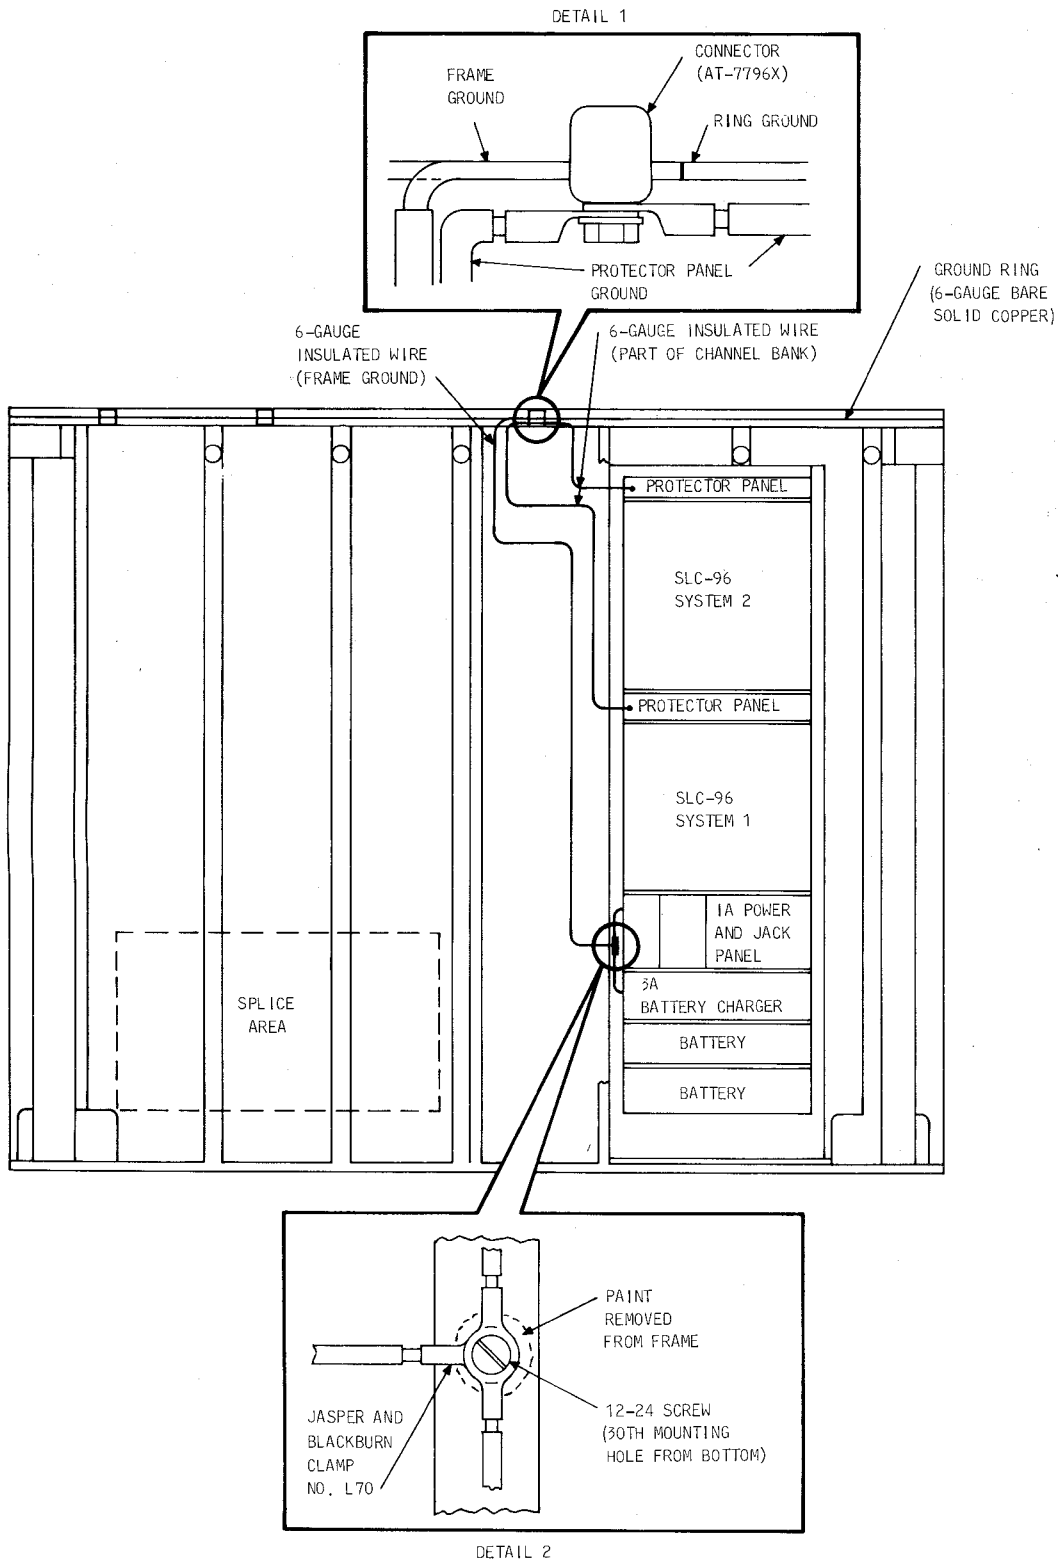 DETAIL 1
CONNECTOR
(AT-7796X)
FRAME
GROUND
RING GROUND
PROTECTOR PANEL
GROUND
GROUND RING
(6-GAUGE BARE
SOLID COPPER)
6-GAUGE
INSULATED WIRE
(FRAME GROUND)
6-GAUGE INSULATED WIRE
(PART OF CHANNEL BANK)
PROTECTOR PANEL
SLC-96
SYSTEM 2
PROTECTOR PANEL
SLC-96
SYSTEM 1
1A POWER
AND JACK
PANEL
3A
BATTERY CHARGER
BATTERY
BATTERY
SPLICE
AREA
PAINT
REMOVED
FROM FRAME
12-24 SCREW
(30TH MOUNTING
HOLE FROM BOTTOM)
JASPER AND
BLACKBURN
CLAMP
NO. L70
DETAIL 2